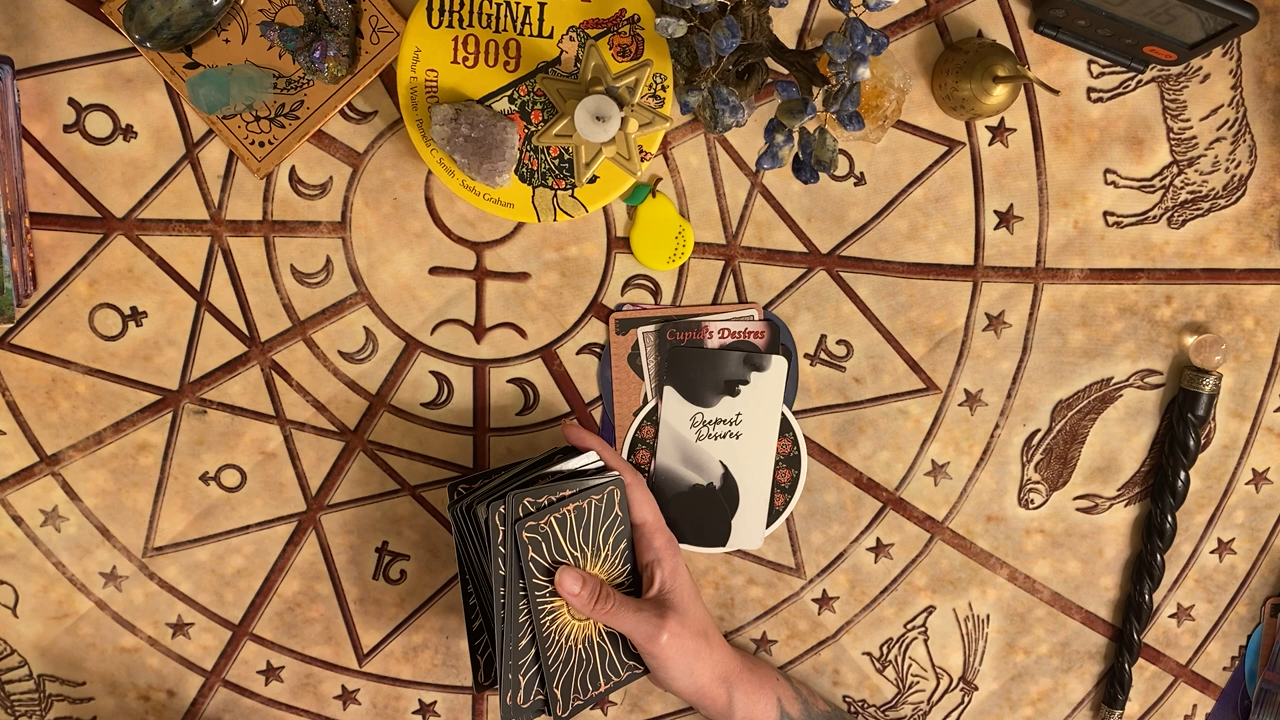 ORIGINAL
1909
Arthur E. Waite · Pamela C. Smith · Sasha Graham
Cupid's Desires
Deepest
Desires